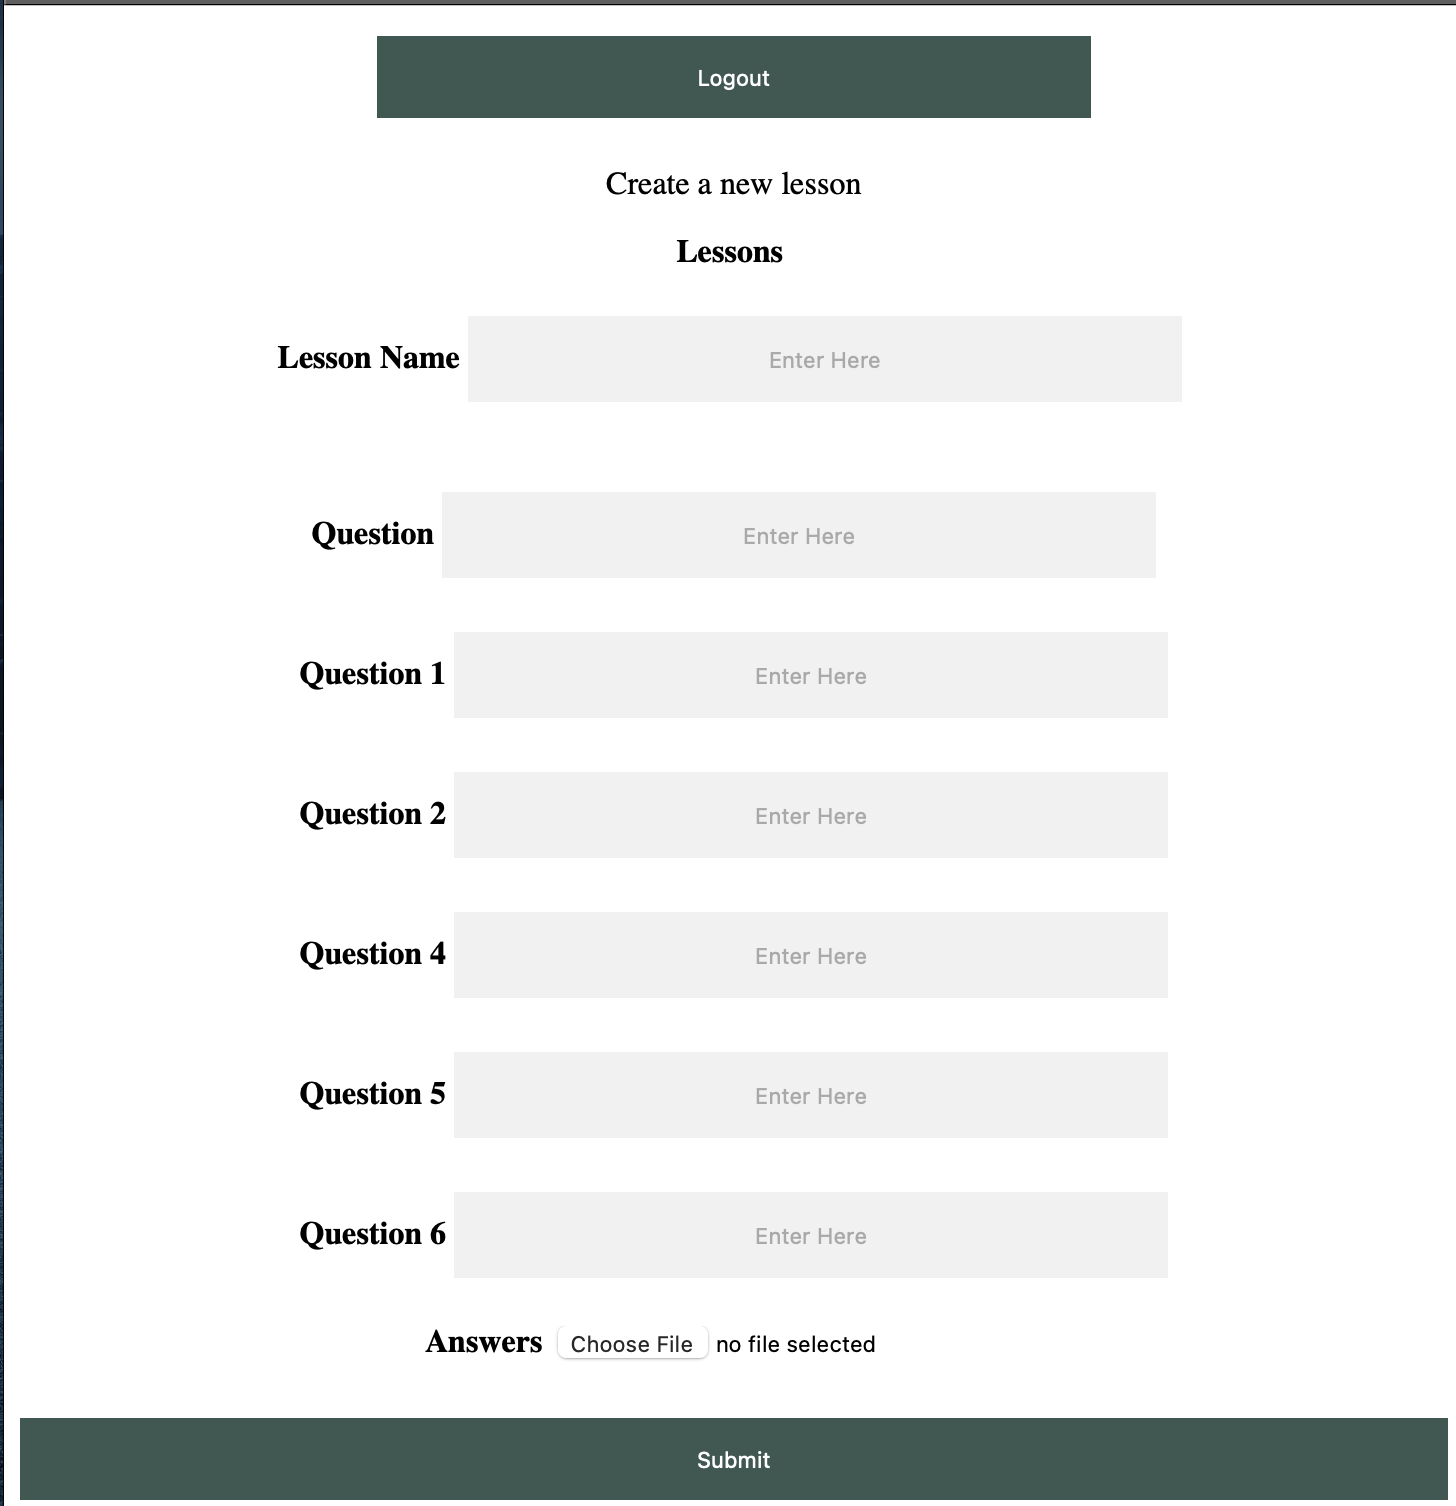 Logout
Create a new lesson
Lessons
Lesson Name Enter Here
Question Enter Here
Question 1 Enter Here
Question 2 Enter Here
Question 4 Enter Here
Question 5 Enter Here
Question 6 Enter Here
Answers Choose File no file selected
Submit